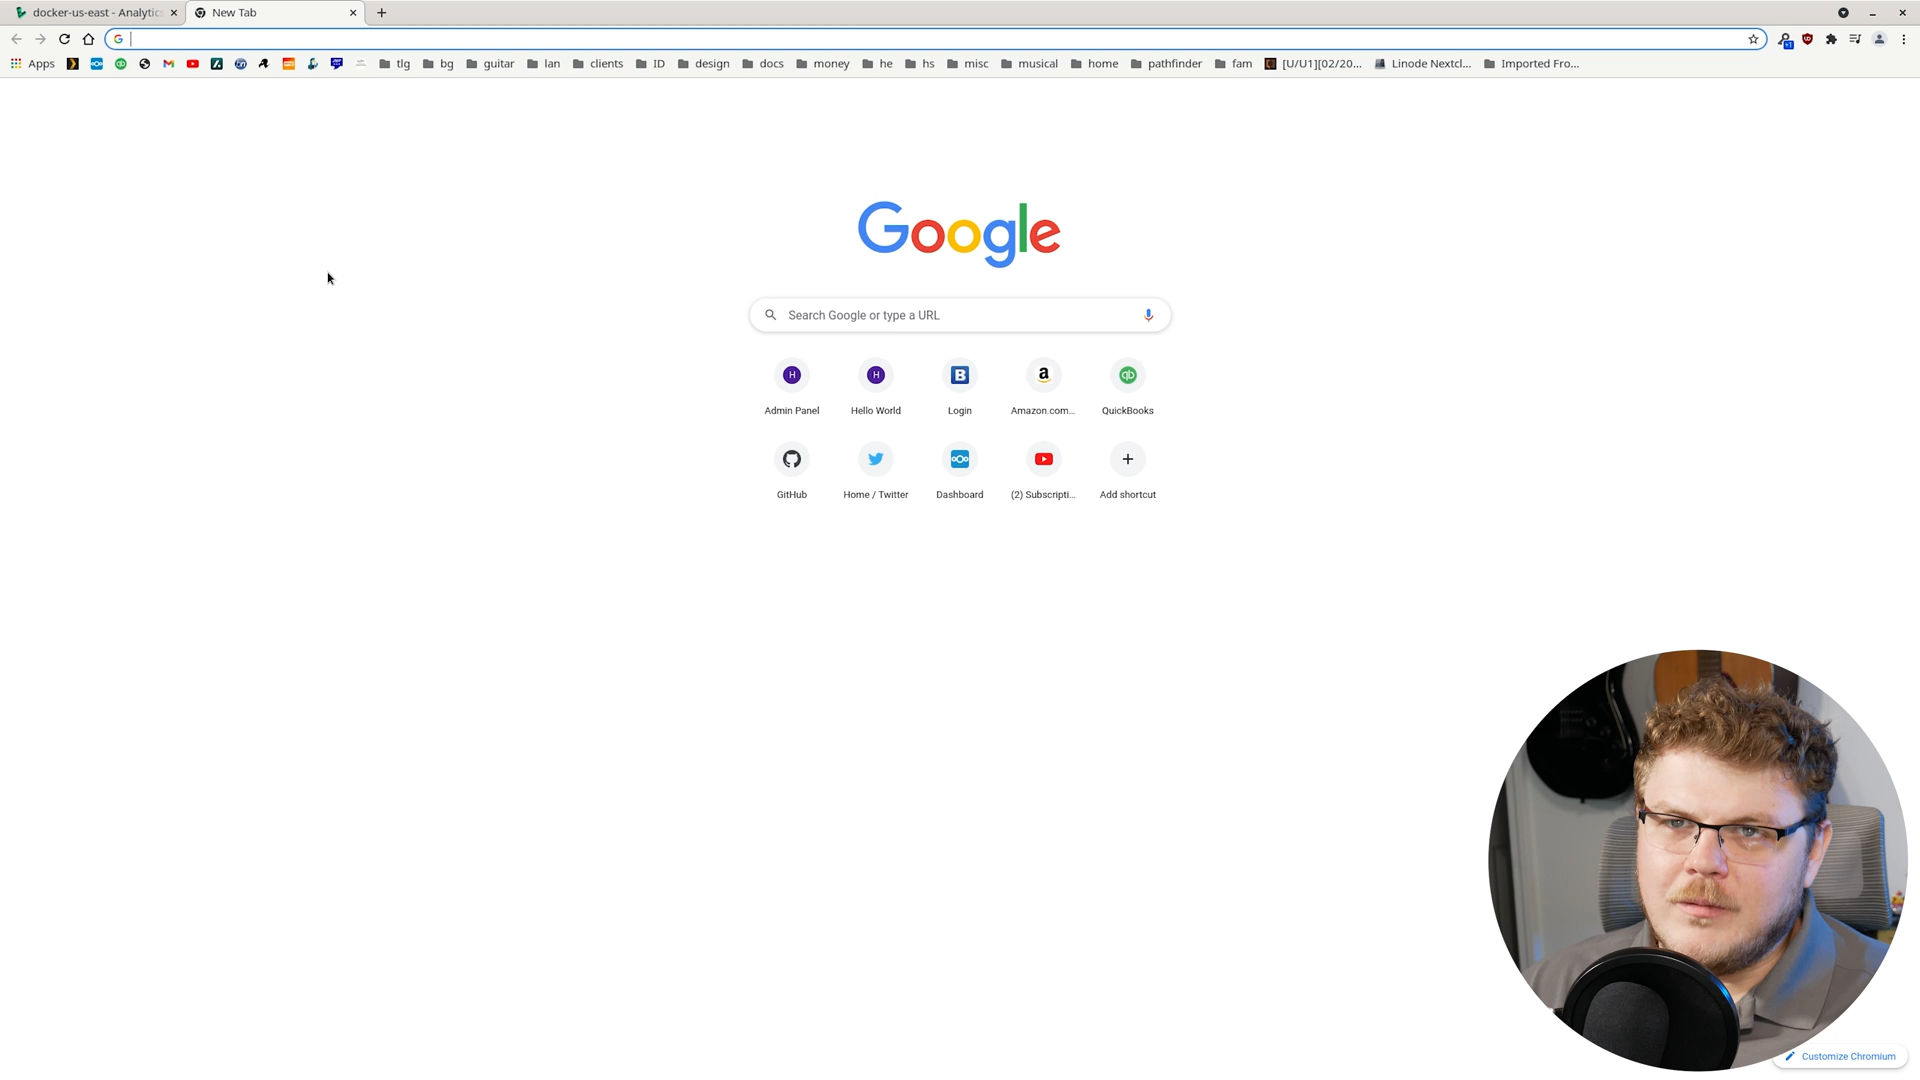 docker-us-east - Analytics
New Tab
Apps
tlg
bg
guitar
lan
clients
ID
design
docs
money
he
hs
misc
musical
home
pathfinder
fam
[U/U1][02/20...
Linode Nextcl...
Imported Fro...
Google
Search Google or type a URL
H
H
B
a
qb
Admin Panel
Hello World
Login
Amazon.com...
QuickBooks
GitHub
Home / Twitter
Dashboard
(2) Subscripti...
Add shortcut
Customize Chromium